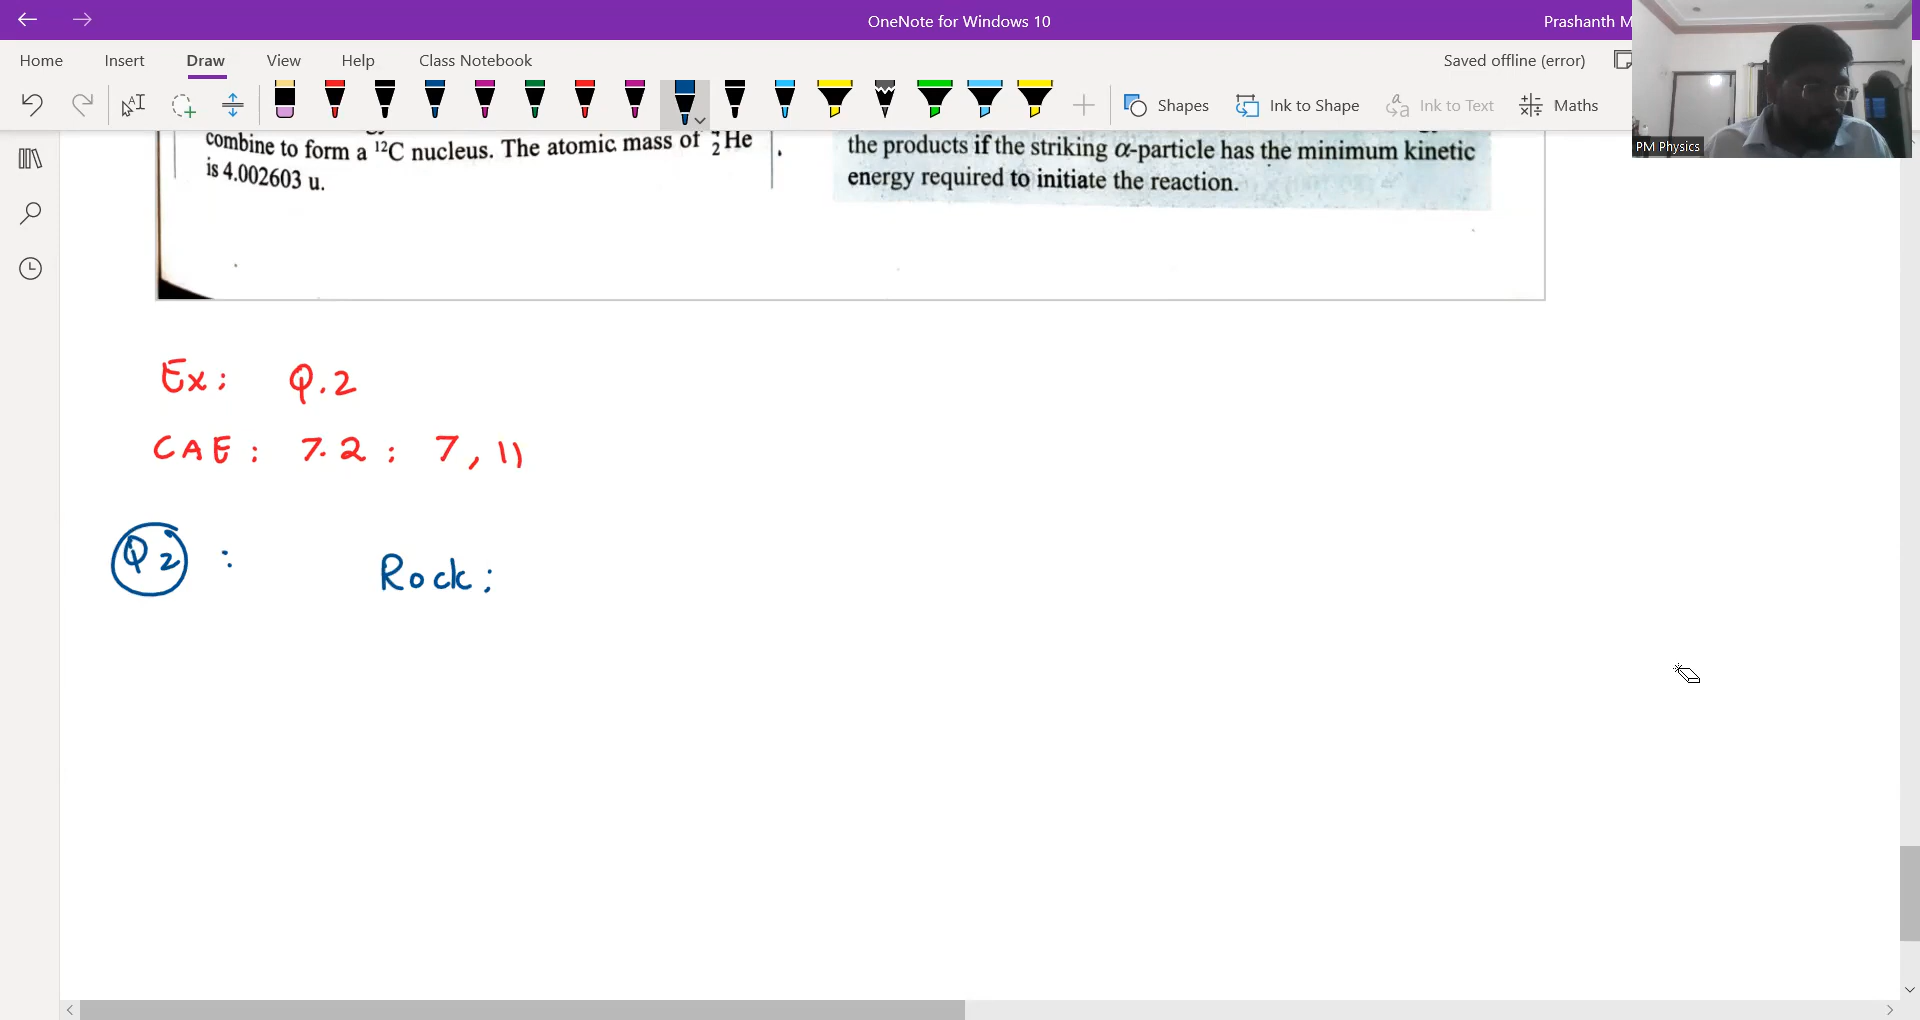 OneNote for Windows 10
Prashanth M
Home Insert Draw View Help Class Notebook
Saved offline (error)
Shapes Ink to Shape Ink to Text Maths
PM Physics
combine to form a ¹²C nucleus. The atomic mass of ⁴₂He
is 4.002603 u.
the products if the striking α-particle has the minimum kinetic
energy required to initiate the reaction.
Ex: Q.2
CAE: 7.2: 7, 11
Q2 : Rock;